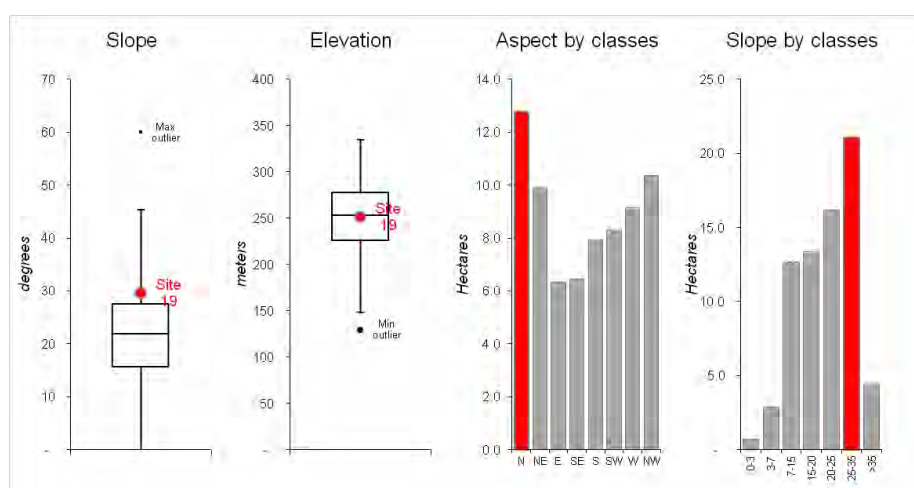 Slope
Elevation
Aspect by classes
Slope by classes
70
60
50
40
30
20
10
-
degrees
Max
outlier
Site
19
400
350
300
250
200
150
100
50
-
meters
Site
19
Min
outlier
14.0
12.0
10.0
8.0
6.0
4.0
2.0
0.0
Hectares
N NE E SE S SW W NW
25.0
20.0
15.0
10.0
5.0
-
Hectares
0-3
3-7
7-15
15-20
20-25
25-35
>35